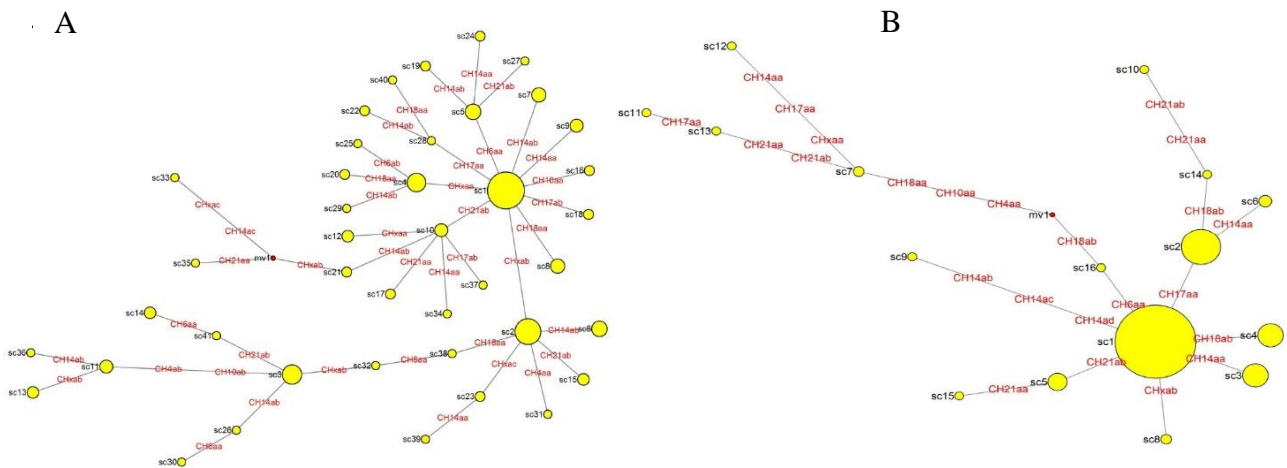 A
B
sc24
sc19
sc27
sc40
CH14aa
CH14ab
CH21ab
sc7
sc22
CH18aa
sc5
sc9
CH14ab
sc25
sc28
CH6aa
CH14ab
CH14aa
CH6ab
CH17aa
sc16
sc20
CH18aa
sc4
CHxaa
sc1
CH10aa
sc33
CH14ab
CH17ab
sc29
CH21ab
sc18
CHxac
sc12
CHxaa
sc10
CH18aa
CH14ac
CH14ab
CH17ab
sc8
sc35
CH21aa
mv1
CHxab
sc21
CH21aa
CH14aa
sc37
CHxab
sc17
sc34
sc14
sc2
CH14ab
sc6
CH6aa
sc41
CH18aa
CH21ab
sc36
CH14ab
CH21ab
sc32
CH6aa
sc38
CHxac
CH4aa
sc15
sc11
CH4ab
CH10ab
sc3
CHxab
sc13
CHxab
sc23
CH14ab
sc31
CH14aa
sc26
sc39
CH6aa
sc30
sc12
sc10
CH14aa
CH21ab
sc11
CH17aa
CH17aa
sc13
CH21aa
CH21aa
CH21ab
CHxaa
sc7
sc14
CH18aa
CH10aa
CH4aa
CH18ab
sc6
mv1
CH14aa
CH18ab
sc2
sc9
sc16
CH14ab
CH6aa
CH17aa
CH14ac
CH14ad
sc1
CH18ab
sc4
CH21ab
CH14aa
sc3
CH21aa
sc5
sc15
CHxab
sc8